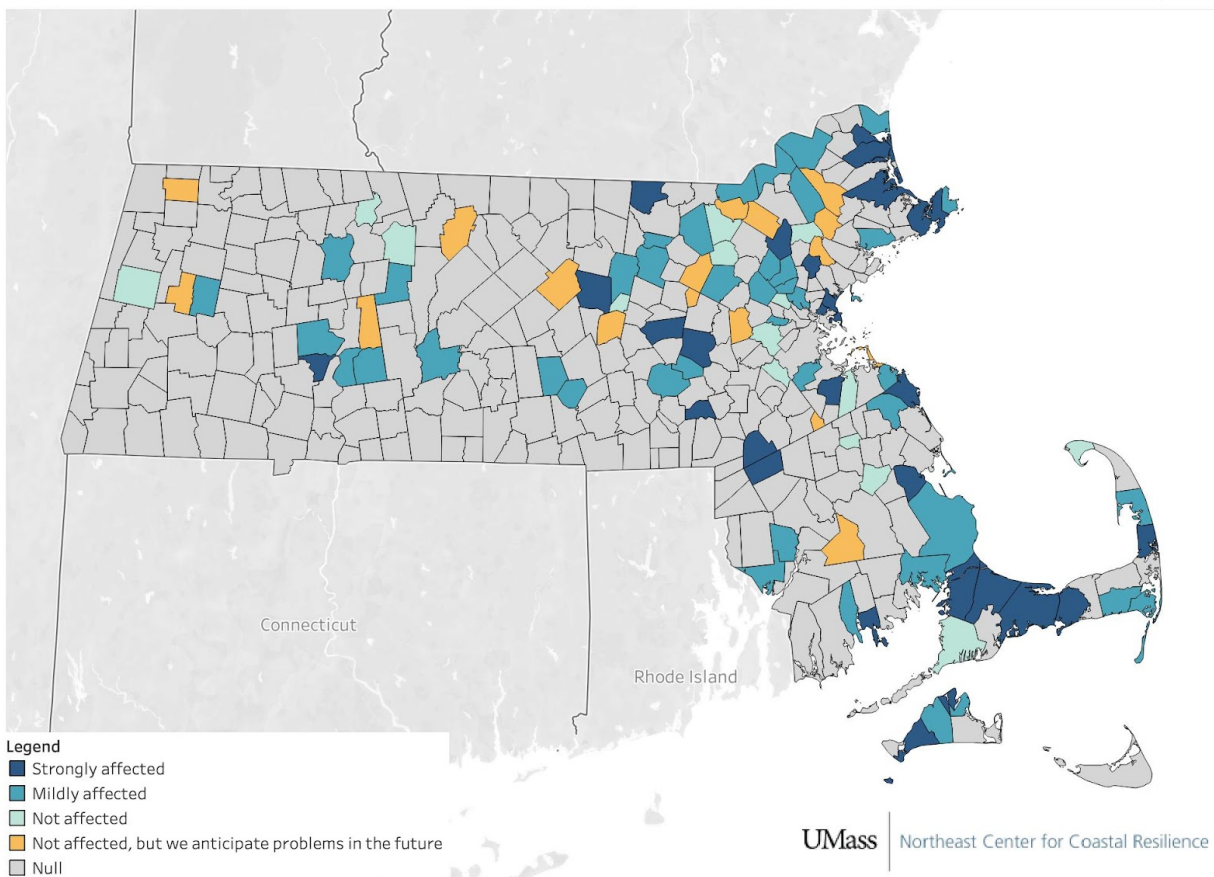 Connecticut
Rhode Island
Legend
Strongly affected
Mildly affected
Not affected
Not affected, but we anticipate problems in the future
Null
UMass | Northeast Center for Coastal Resilience